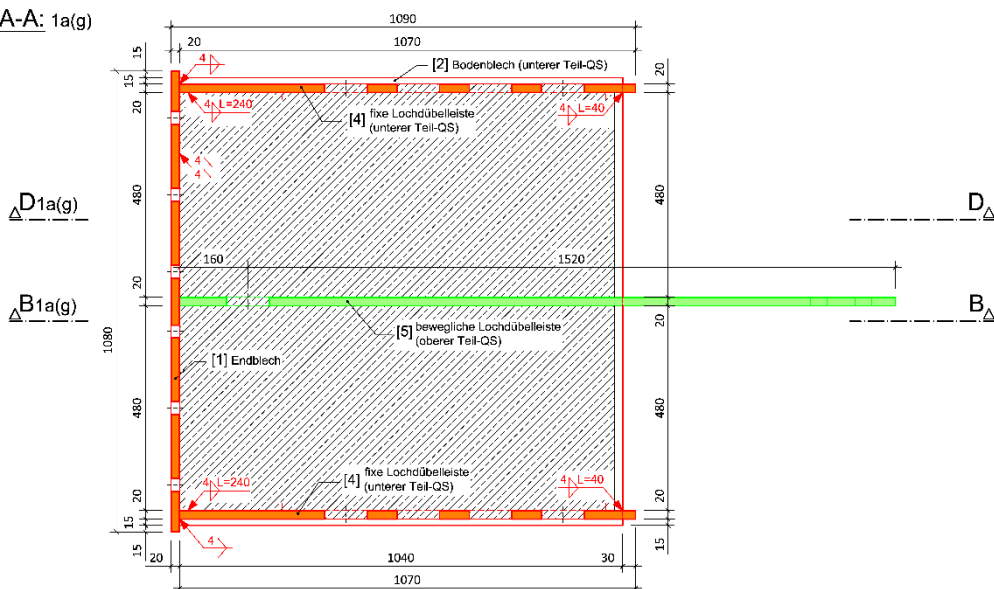 A-A: 1a(g)
1090
20
1070
15
15
20
4
[2] Bodenblech (unterer Teil-QS)
20
20
4 L=240
[4] fixe Lochdübelleiste
(unterer Teil-QS)
4 L=40
4
4
480
480
D1a(g)
D
160
1520
20
20
B1a(g)
B
[5] bewegliche Lochdübelleiste
(oberer Teil-QS)
1080
[1] Endblech
480
480
4 L=240
[4] fixe Lochdübelleiste
(unterer Teil-QS)
4 L=40
20
15
15
20
15
4
20
1040
30
1070